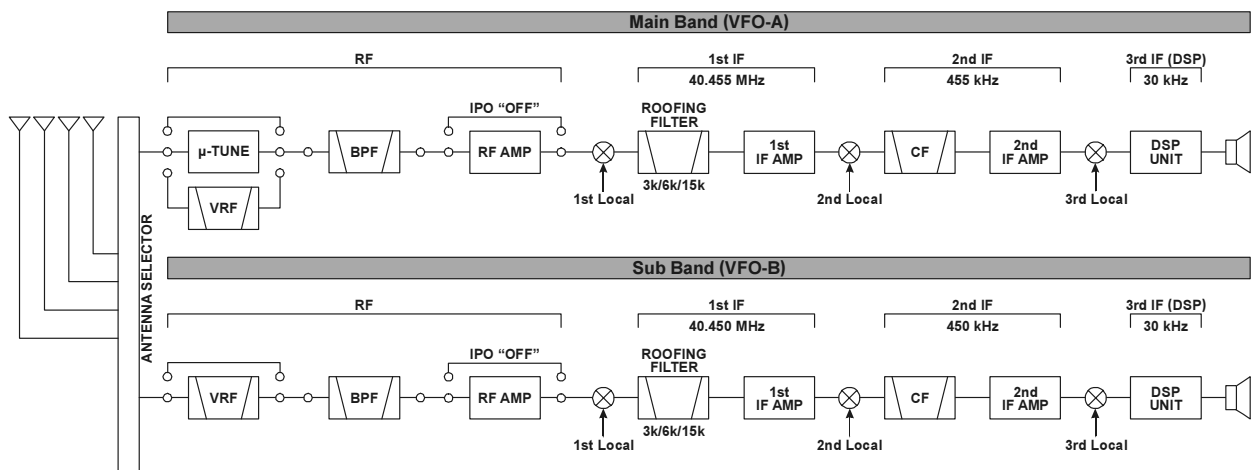 Main Band (VFO-A)
RF
1st IF
40.455 MHz
2nd IF
455 kHz
3rd IF (DSP)
30 kHz
IPO “OFF”
ROOFING
FILTER
µ-TUNE
BPF
RF AMP
1st
IF AMP
CF
2nd
IF AMP
DSP
UNIT
3k/6k/15k
1st Local
2nd Local
3rd Local
VRF
ANTENNA SELECTOR
Sub Band (VFO-B)
RF
1st IF
40.450 MHz
2nd IF
450 kHz
3rd IF (DSP)
30 kHz
IPO “OFF”
ROOFING
FILTER
VRF
BPF
RF AMP
1st
IF AMP
CF
2nd
IF AMP
DSP
UNIT
3k/6k/15k
1st Local
2nd Local
3rd Local